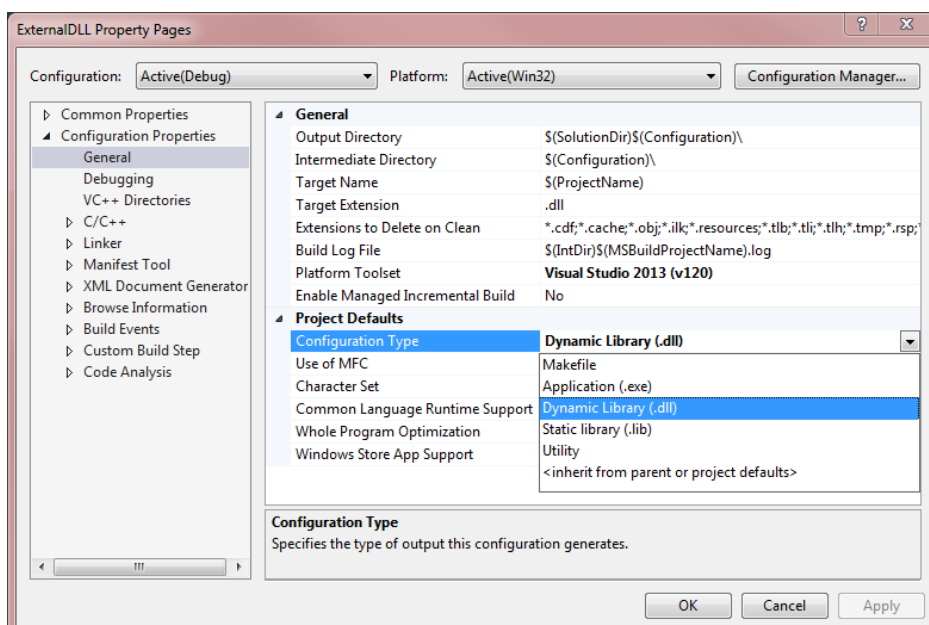 ExternalDLL Property Pages
Configuration: Active(Debug) Platform: Active(Win32) Configuration Manager...
Common Properties
Configuration Properties
General
Debugging
VC++ Directories
C/C++
Linker
Manifest Tool
XML Document Generator
Browse Information
Build Events
Custom Build Step
Code Analysis
General
Output Directory $(SolutionDir)$(Configuration)\
Intermediate Directory $(Configuration)\
Target Name $(ProjectName)
Target Extension .dll
Extensions to Delete on Clean *.cdf;*.cache;*.obj;*.ilk;*.resources;*.tlb;*.tli;*.tlh;*.tmp;*.rsp;*
Build Log File $(IntDir)$(MSBuildProjectName).log
Platform Toolset Visual Studio 2013 (v120)
Enable Managed Incremental Build No
Project Defaults
Configuration Type Dynamic Library (.dll)
Use of MFC Makefile
Character Set Application (.exe)
Common Language Runtime Support Dynamic Library (.dll)
Whole Program Optimization Static library (.lib)
Windows Store App Support Utility
<inherit from parent or project defaults>
Configuration Type
Specifies the type of output this configuration generates.
OK Cancel Apply